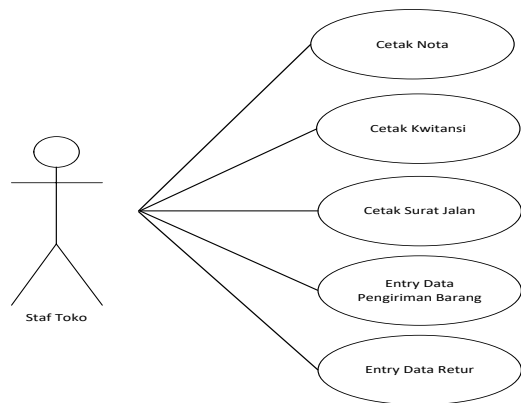 Cetak Nota
Cetak Kwitansi
Cetak Surat Jalan
Entry Data
Pengiriman Barang
Entry Data Retur
Staf Toko